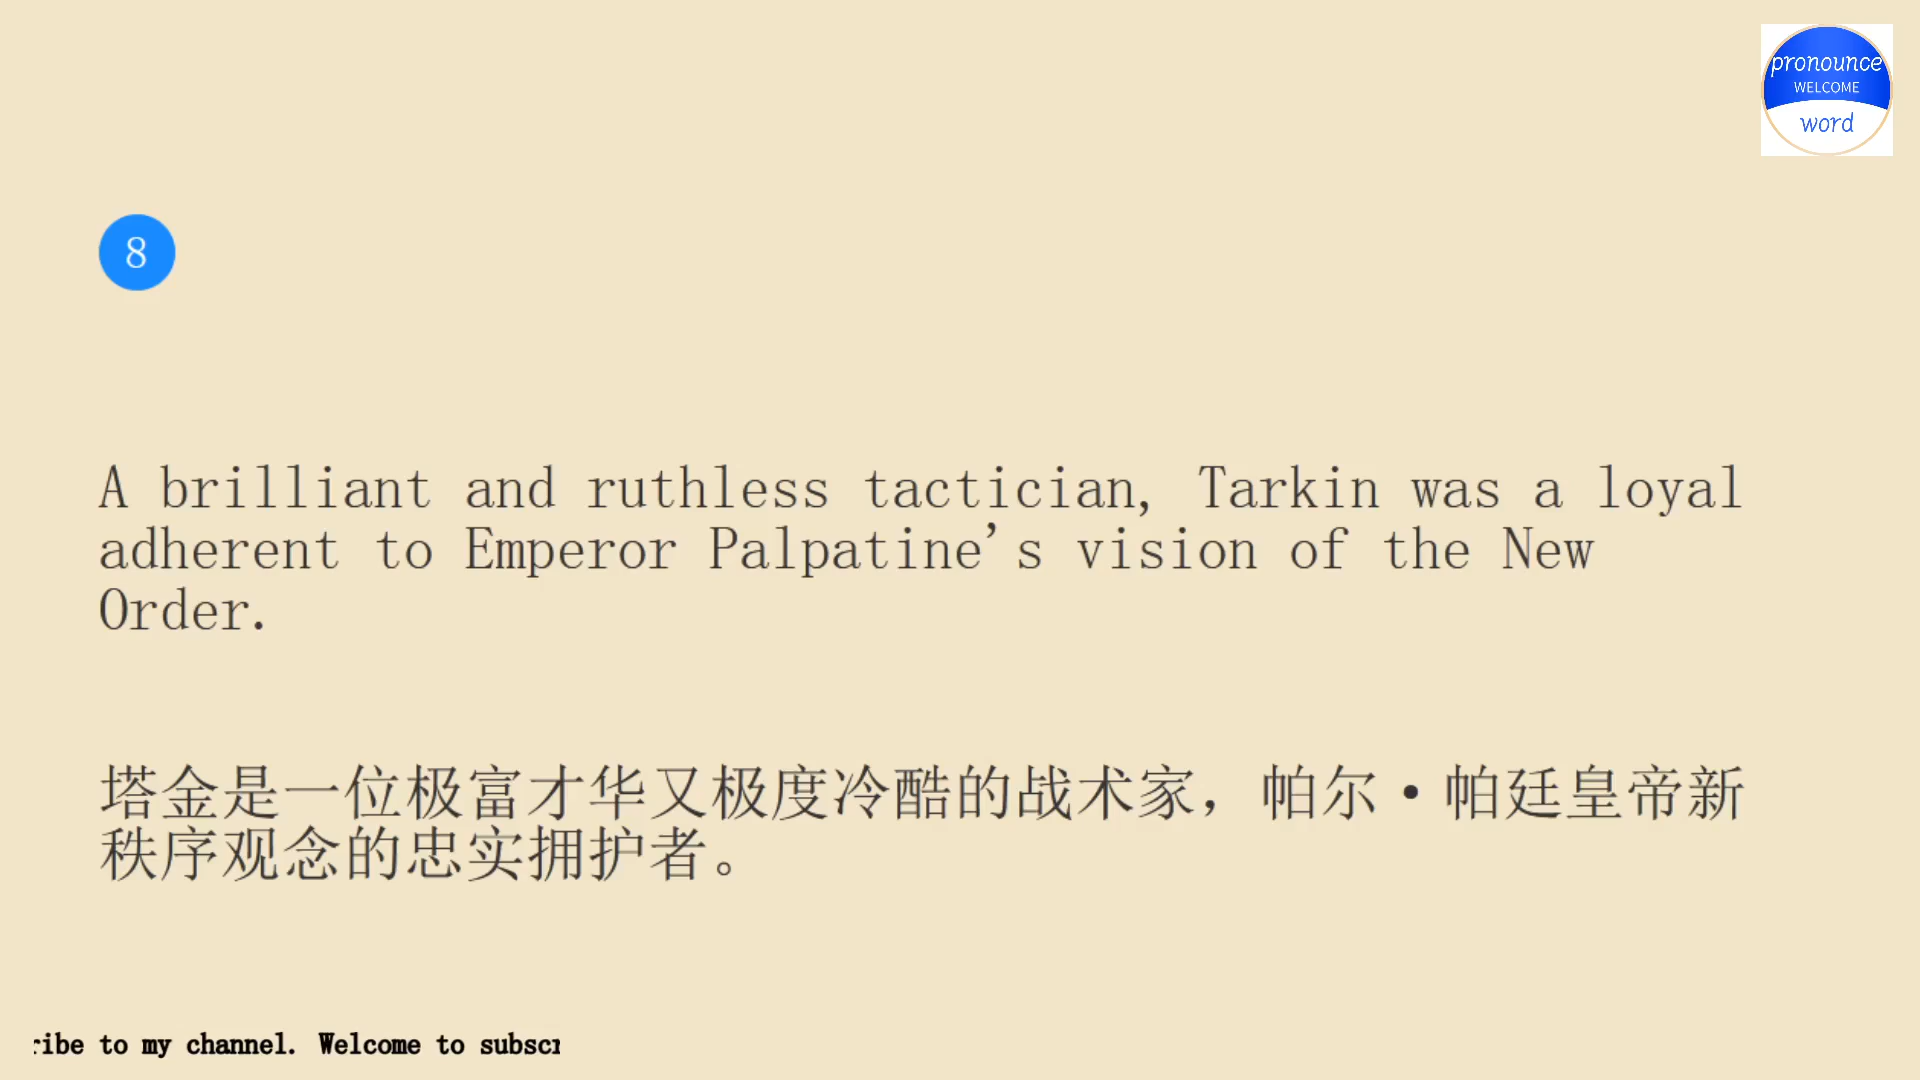 pronounce
WELCOME
word
8
A brilliant and ruthless tactician, Tarkin was a loyal
adherent to Emperor Palpatine's vision of the New
Order.
塔金是一位极富才华又极度冷酷的战术家，帕尔•帕廷皇帝新
秩序观念的忠实拥护者。
ribe to my channel. Welcome to subscr